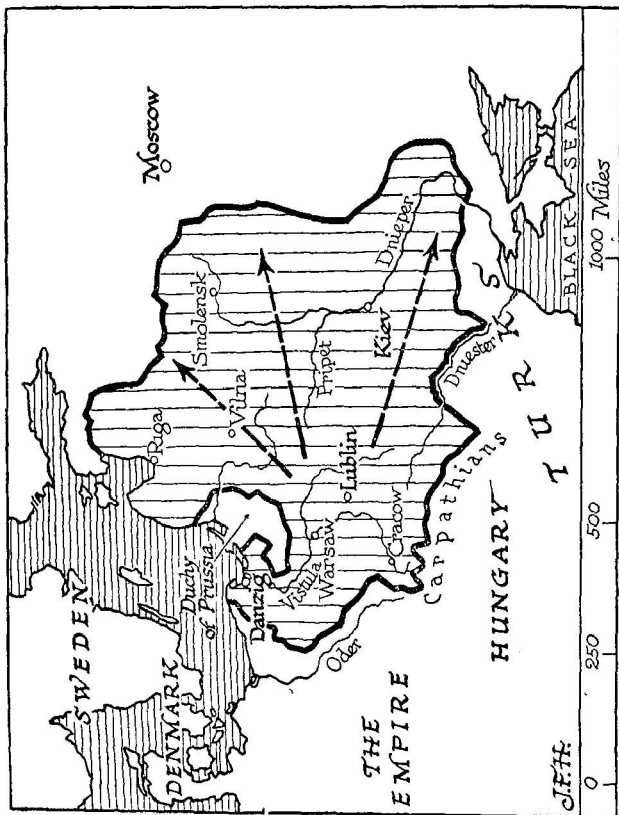 Moscow
SWEDEN
DENMARK
Riga
Smolensk
Vilna
Duchy
of Prussia
Danzig
Vistula
Warsaw
Lublin
Pripet
Kiev
Dnieper
Oder
Cracow
THE
EMPIRE
Carpathians
Dniester
HUNGARY
TURKS
BLACK SEA
J.F.H.
0 250 500 1000 Miles